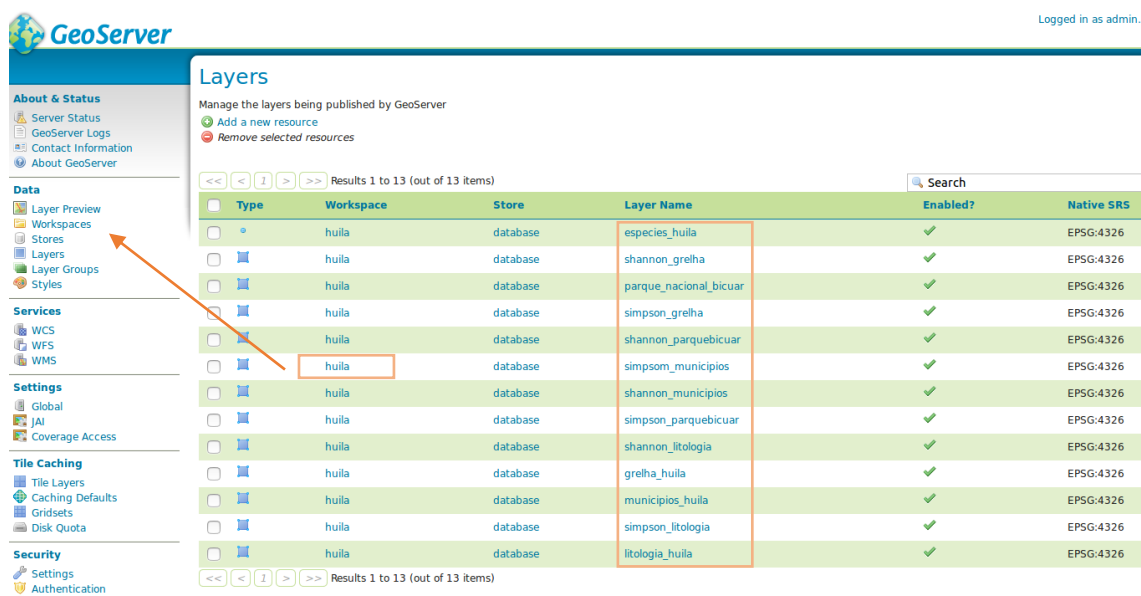 GeoServer
Logged in as admin.
About & Status
Server Status
GeoServer Logs
Contact Information
About GeoServer
Data
Layer Preview
Workspaces
Stores
Layers
Layer Groups
Styles
Services
WCS
WFS
WMS
Settings
Global
JAI
Coverage Access
Tile Caching
Tile Layers
Caching Defaults
Gridsets
Disk Quota
Security
Settings
Authentication
Layers
Manage the layers being published by GeoServer
Add a new resource
Remove selected resources
<< < 1 > >> Results 1 to 13 (out of 13 items) Search
Type Workspace Store Layer Name Enabled? Native SRS
huila database especies_huila EPSG:4326
huila database shannon_grelha EPSG:4326
huila database parque_nacional_bicuar EPSG:4326
huila database simpson_grelha EPSG:4326
huila database shannon_parquebicuar EPSG:4326
huila database simpsom_municipios EPSG:4326
huila database shannon_municipios EPSG:4326
huila database simpson_parquebicuar EPSG:4326
huila database shannon_litologia EPSG:4326
huila database grelha_huila EPSG:4326
huila database municipios_huila EPSG:4326
huila database simpson_litologia EPSG:4326
huila database litologia_huila EPSG:4326
<< < 1 > >> Results 1 to 13 (out of 13 items)